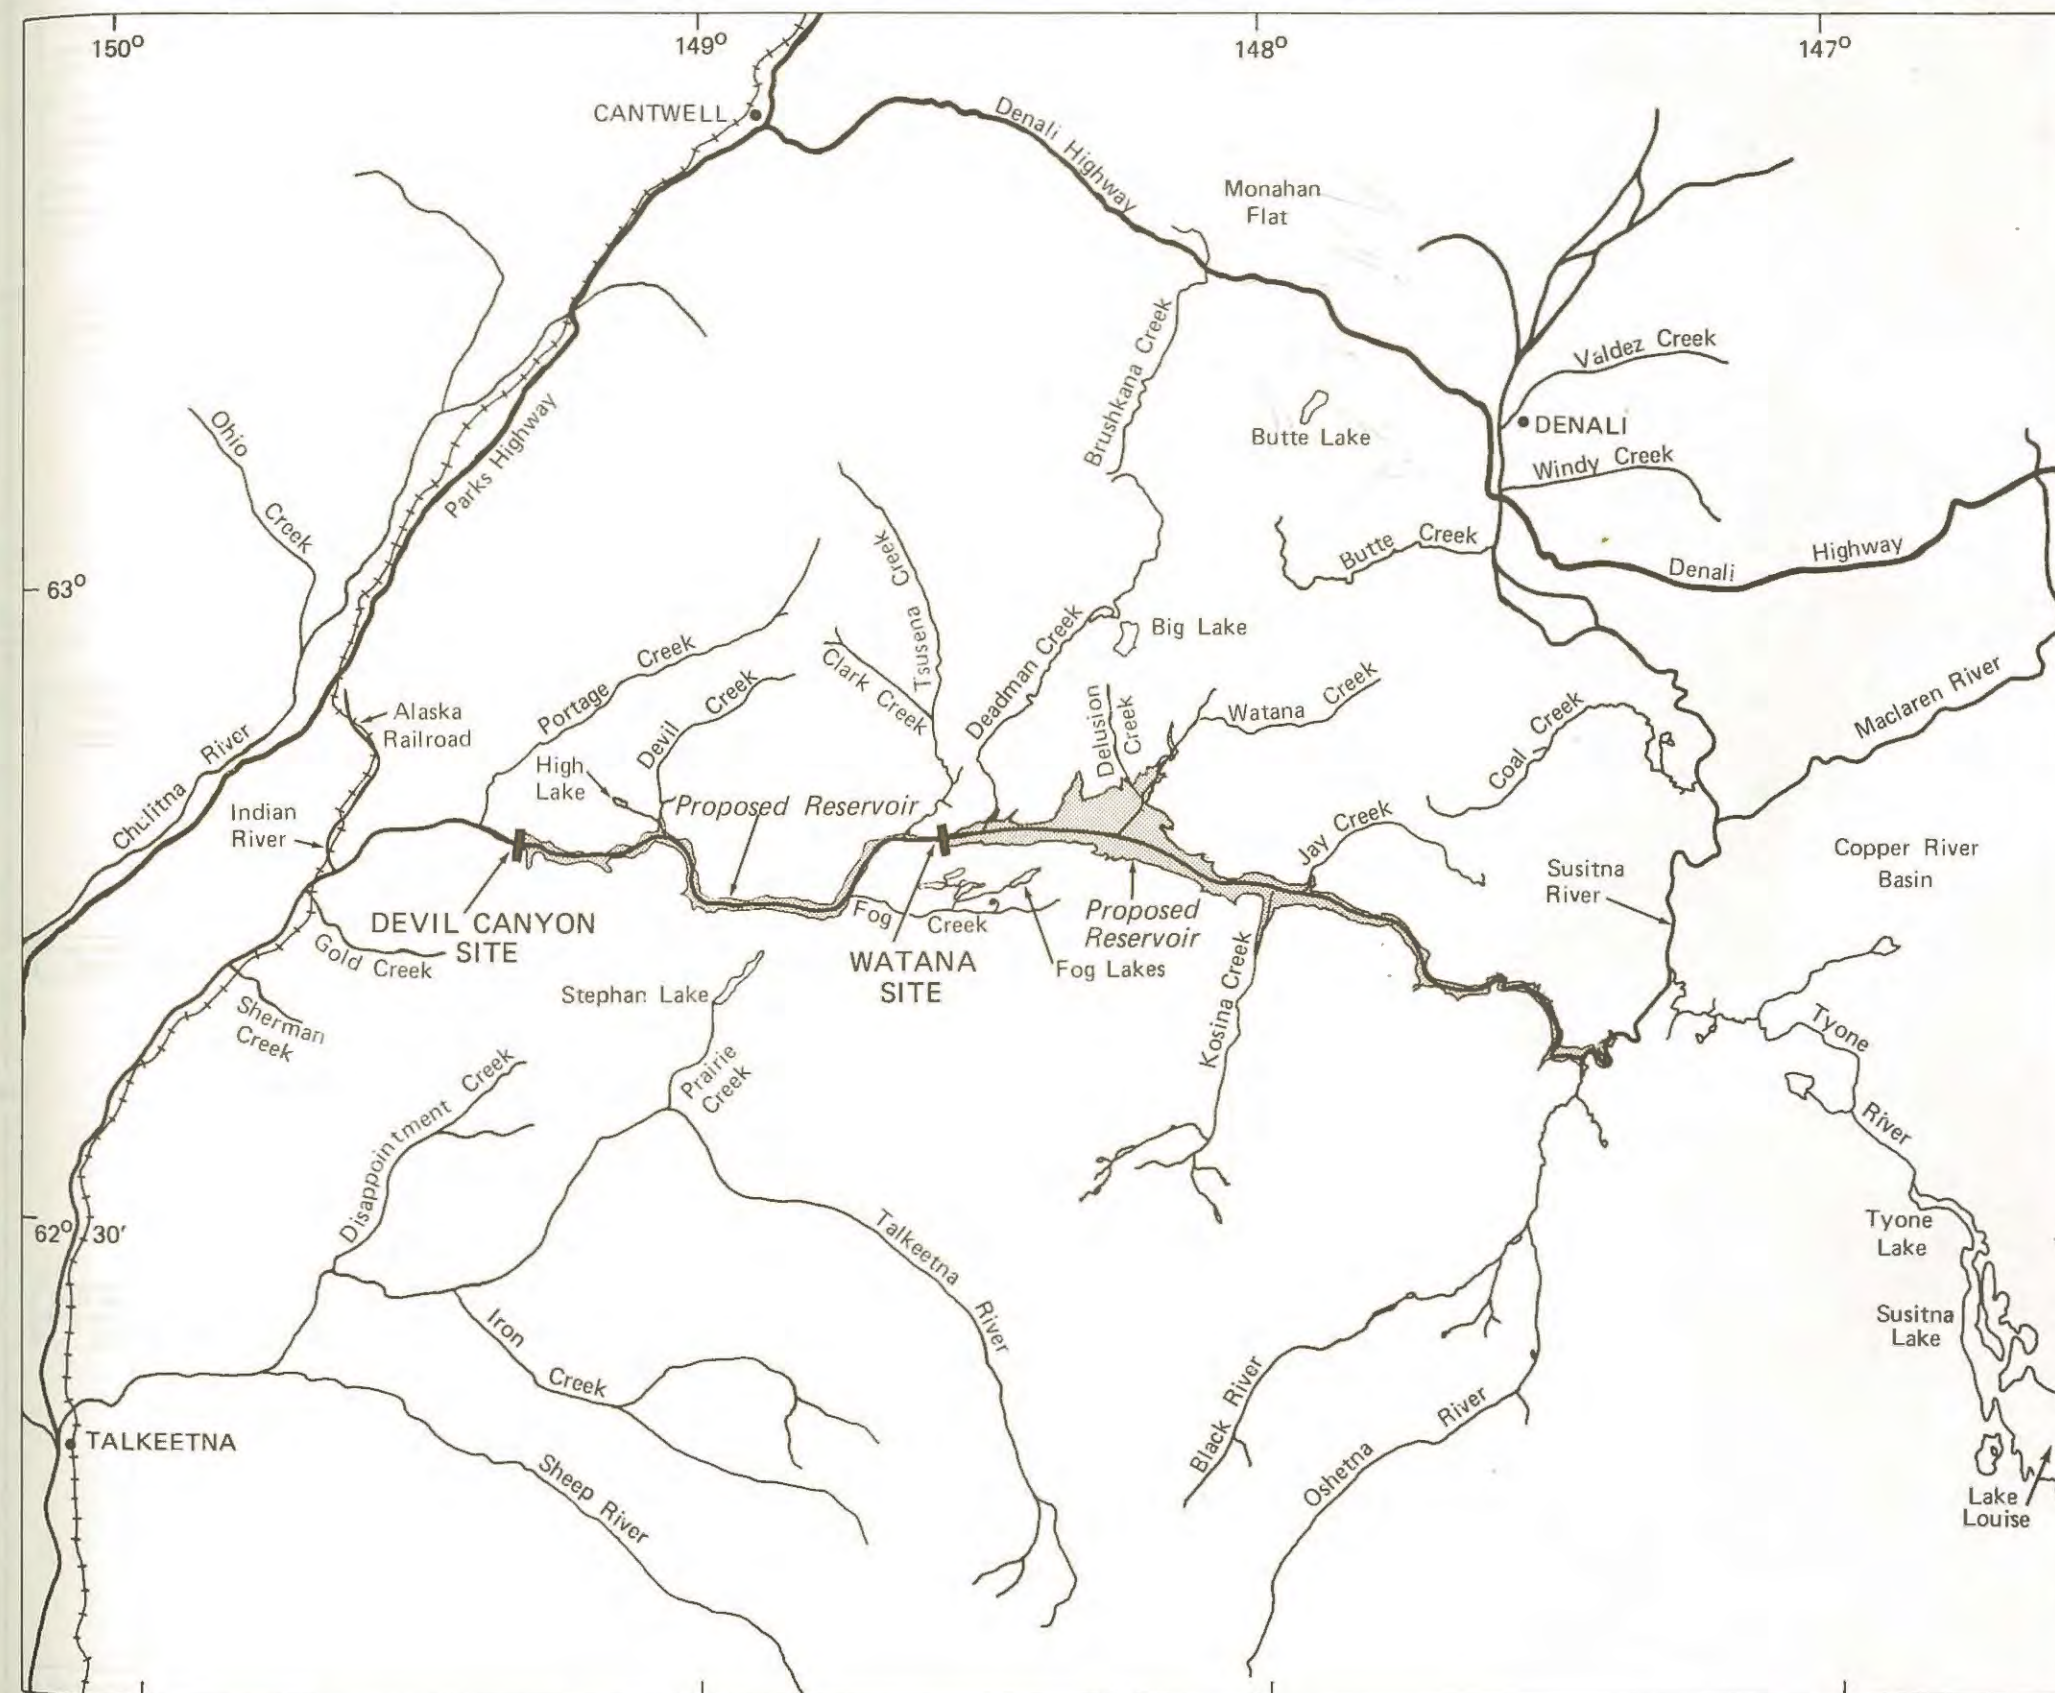 150°
149°
148°
147°
CANTWELL
Denali Highway
Monahan
Flat
Valdez Creek
DENALI
Windy Creek
Brushkana Creek
Butte Lake
Ohio
Creek
Parks Highway
Butte Creek
Denali Highway
63°
Tsusena Creek
Portage Creek
Devil Creek
Clark Creek
Deadman Creek
Big Lake
Delusion
Creek
Watana Creek
Coal Creek
Maclaren River
Alaska
Railroad
Chulitna River
Indian
River
High
Lake
Proposed Reservoir
Jay Creek
Susitna
River
Copper River
Basin
DEVIL CANYON
SITE
Gold Creek
Fog Creek
WATANA
SITE
Proposed
Reservoir
Fog Lakes
Stephan Lake
Sherman
Creek
Kosina Creek
Tyone
River
Prairie
Creek
Disappointment Creek
62° 30'
Talkeetna
River
Tyone
Lake
Susitna
Lake
Iron
Creek
Black River
Oshetna River
TALKEETNA
Sheep River
Lake
Louise